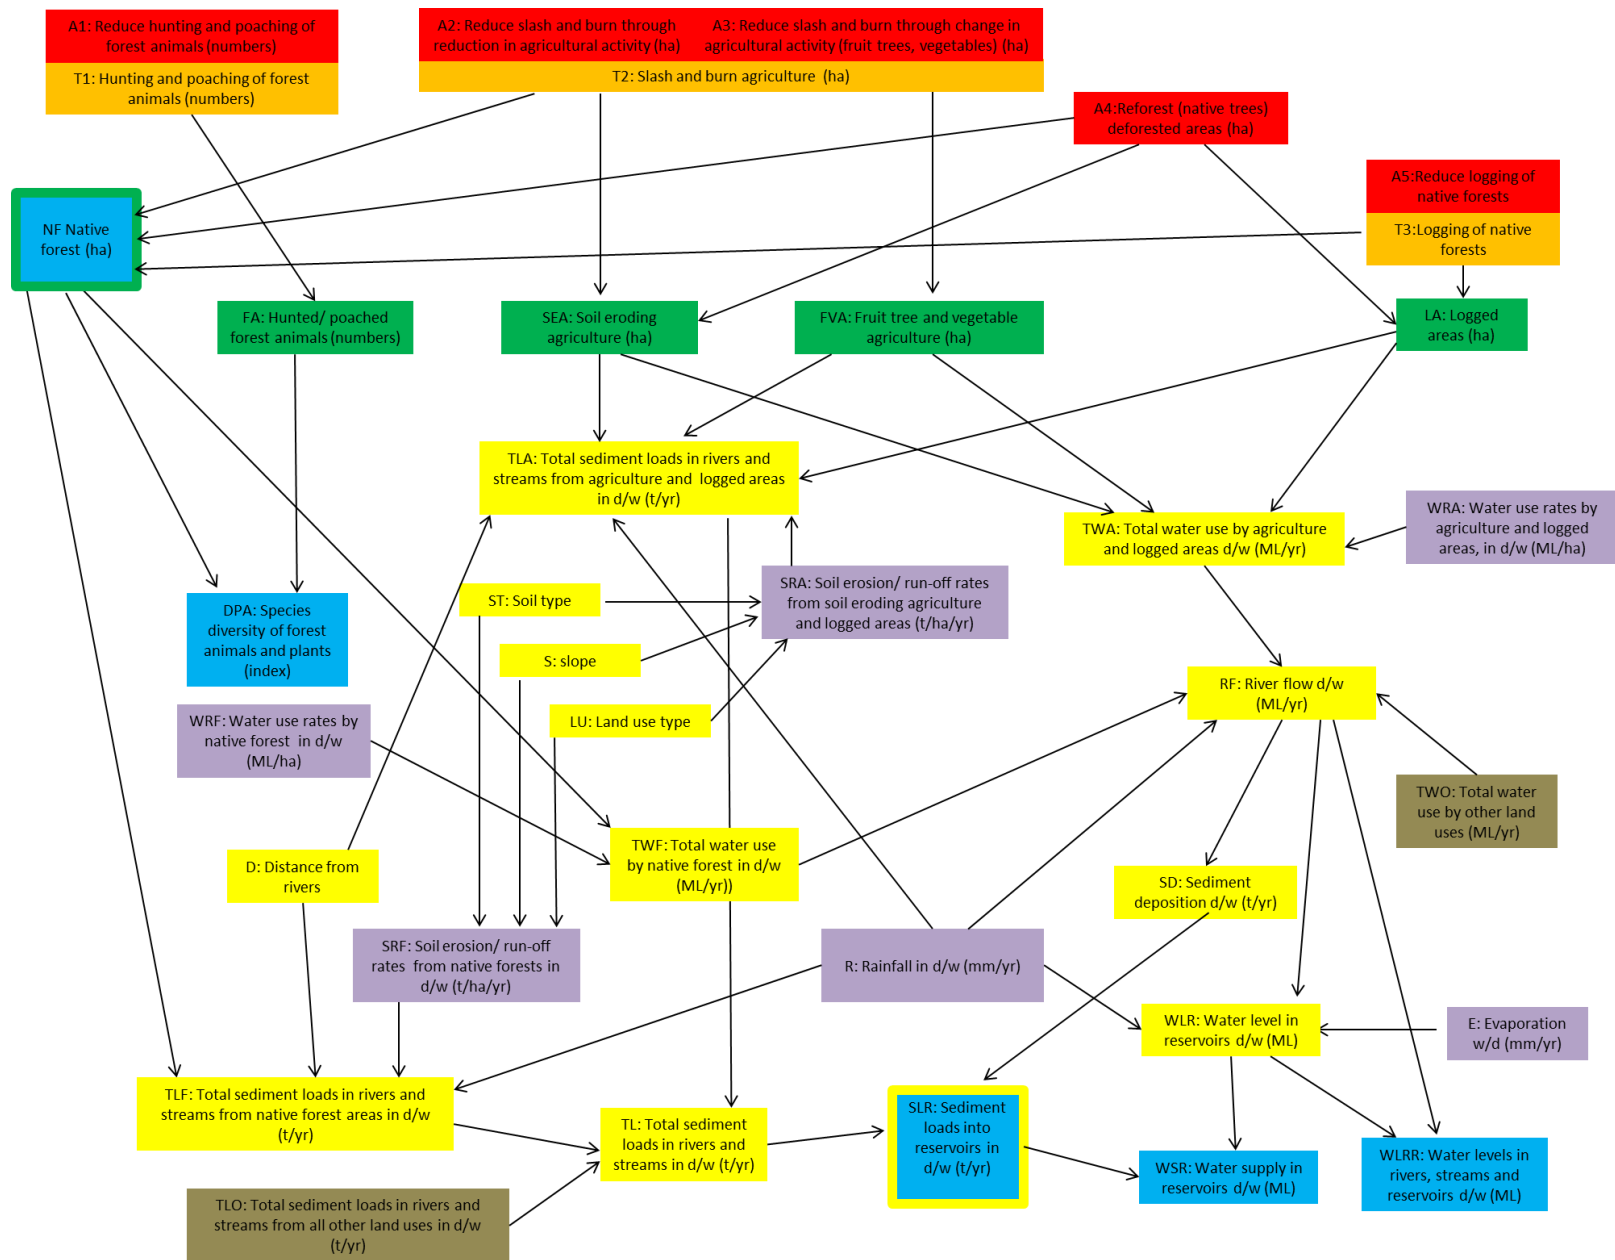 A1: Reduce hunting and poaching of
forest animals (numbers)
T1: Hunting and poaching of forest
animals (numbers)
A2: Reduce slash and burn through
reduction in agricultural activity (ha)
A3: Reduce slash and burn through change in
agricultural activity (fruit trees, vegetables) (ha)
T2: Slash and burn agriculture (ha)
A4:Reforest (native trees)
deforested areas (ha)
A5:Reduce logging of
native forests
T3:Logging of native
forests
NF Native
forest (ha)
FA: Hunted/ poached
forest animals (numbers)
SEA: Soil eroding
agriculture (ha)
FVA: Fruit tree and vegetable
agriculture (ha)
LA: Logged
areas (ha)
TLA: Total sediment loads in rivers and
streams from agriculture and logged areas
in d/w (t/yr)
TWA: Total water use by agriculture
and logged areas d/w (ML/yr)
WRA: Water use rates by
agriculture and logged
areas, in d/w (ML/ha)
DPA: Species
diversity of forest
animals and plants
(index)
ST: Soil type
SRA: Soil erosion/ run-off rates
from soil eroding agriculture
and logged areas (t/ha/yr)
S: slope
LU: Land use type
RF: River flow d/w
(ML/yr)
WRF: Water use rates by
native forest in d/w
(ML/ha)
TWO: Total water
use by other land
uses (ML/yr)
D: Distance from
rivers
TWF: Total water use
by native forest in d/w
(ML/yr))
SD: Sediment
deposition d/w (t/yr)
SRF: Soil erosion/ run-off
rates from native forests in
d/w (t/ha/yr)
R: Rainfall in d/w (mm/yr)
WLR: Water level in
reservoirs d/w (ML)
E: Evaporation
w/d (mm/yr)
TLF: Total sediment loads in rivers and
streams from native forest areas in d/w
(t/yr)
TL: Total sediment
loads in rivers and
streams in d/w (t/yr)
SLR: Sediment
loads into
reservoirs in
d/w (t/yr)
WSR: Water supply in
reservoirs d/w (ML)
WLRR: Water levels in
rivers, streams and
reservoirs d/w (ML)
TLO: Total sediment loads in rivers and
streams from all other land uses in d/w
(t/yr)